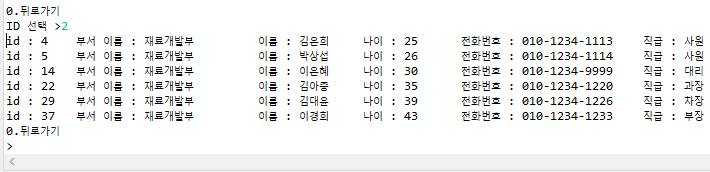 0.뒤로가기
ID 선택 >2
id : 4 부서 이름 : 재료개발부 이름 : 김은희 나이 : 25 전화번호 : 010-1234-1113 직급 : 사원
id : 5 부서 이름 : 재료개발부 이름 : 박상섭 나이 : 26 전화번호 : 010-1234-1114 직급 : 사원
id : 14 부서 이름 : 재료개발부 이름 : 이은혜 나이 : 30 전화번호 : 010-1234-9999 직급 : 대리
id : 22 부서 이름 : 재료개발부 이름 : 김아중 나이 : 35 전화번호 : 010-1234-1220 직급 : 과장
id : 29 부서 이름 : 재료개발부 이름 : 김대윤 나이 : 39 전화번호 : 010-1234-1226 직급 : 차장
id : 37 부서 이름 : 재료개발부 이름 : 이경희 나이 : 43 전화번호 : 010-1234-1233 직급 : 부장
0.뒤로가기
>